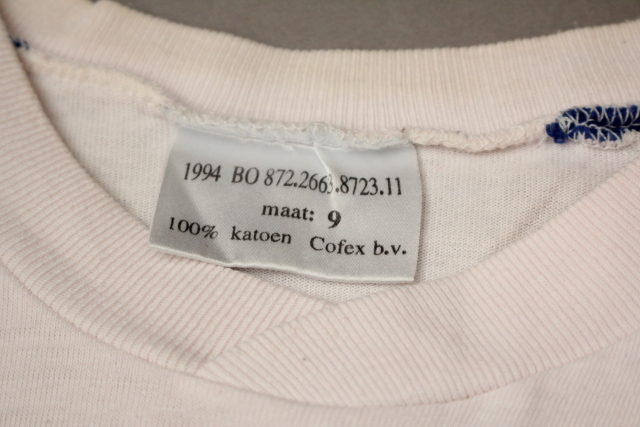 1994 BO 872.2663.8723.11
maat: 9
100% katoen Cofex b.v.